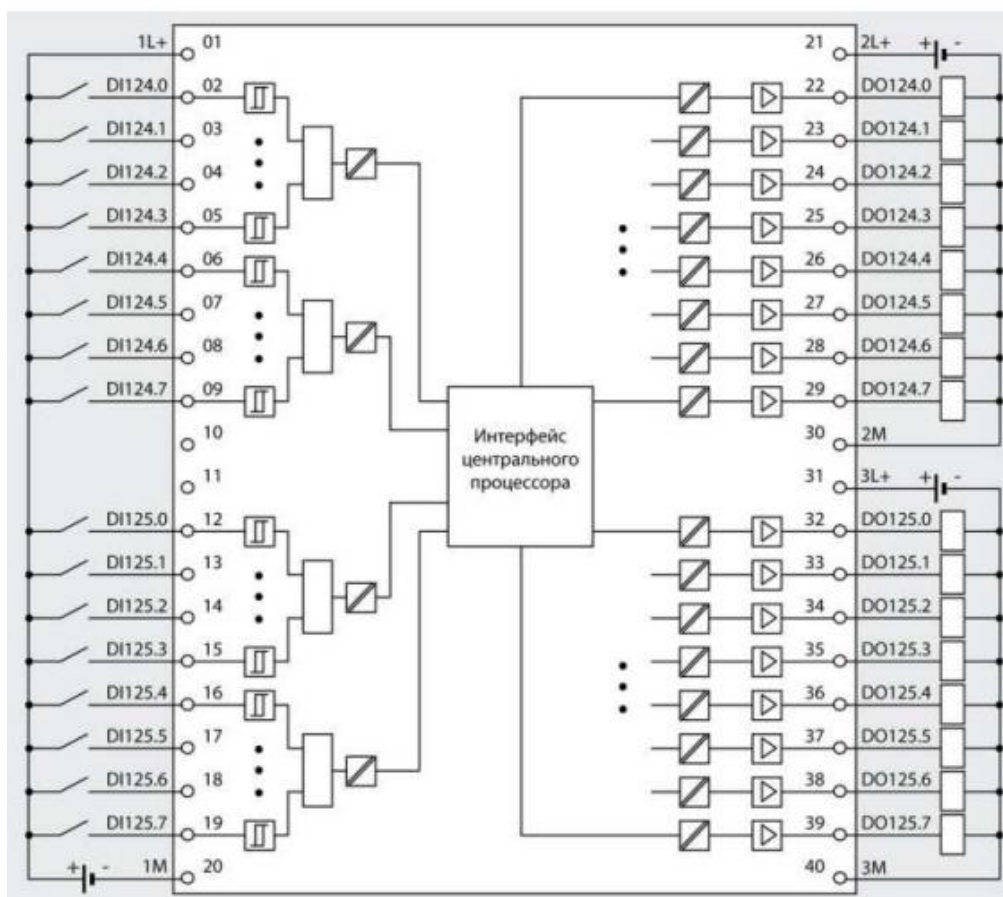 1L+ 01 21 2L+ + -
DI124.0 02 22 DO124.0
DI124.1 03 23 DO124.1
DI124.2 04 24 DO124.2
DI124.3 05 25 DO124.3
DI124.4 06 26 DO124.4
DI124.5 07 27 DO124.5
DI124.6 08 28 DO124.6
DI124.7 09 29 DO124.7
10 30 2M
Интерфейс
центрального
процессора
11 31 3L+ + -
DI125.0 12 32 DO125.0
DI125.1 13 33 DO125.1
DI125.2 14 34 DO125.2
DI125.3 15 35 DO125.3
DI125.4 16 36 DO125.4
DI125.5 17 37 DO125.5
DI125.6 18 38 DO125.6
DI125.7 19 39 DO125.7
+ - 1M 20 40 3M